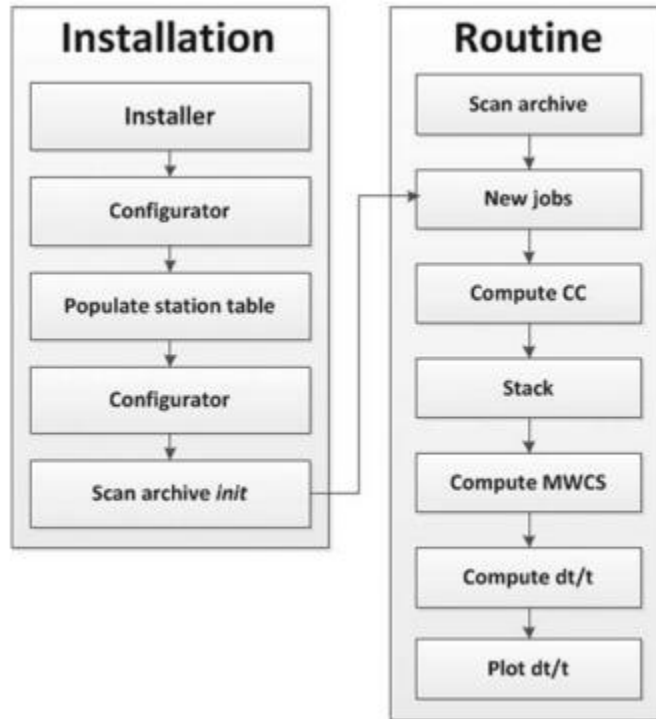 Installation
Installer
Configurator
Populate station table
Configurator
Scan archive init
Routine
Scan archive
New jobs
Compute CC
Stack
Compute MWCS
Compute dt/t
Plot dt/t